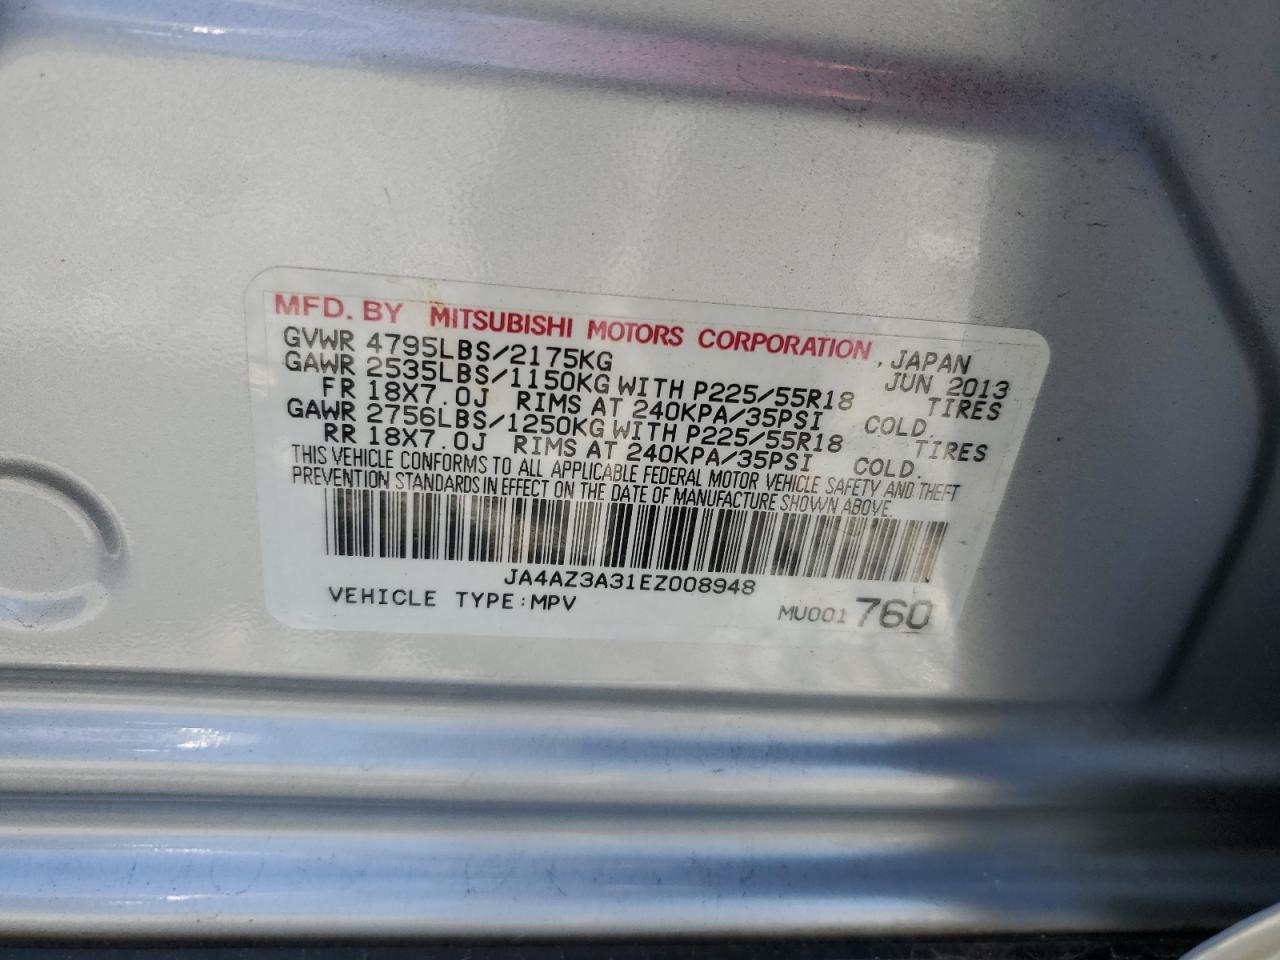 MFD. BY MITSUBISHI MOTORS CORPORATION, JAPAN
GVWR 4795LBS/2175KG JUN 2013
GAWR 2535LBS/1150KG WITH P225/55R18 TIRES
FR 18X7.0J RIMS AT 240KPA/35PSI COLD.
GAWR 2756LBS/1250KG WITH P225/55R18 TIRES
RR 18X7.0J RIMS AT 240KPA/35PSI COLD.
THIS VEHICLE CONFORMS TO ALL APPLICABLE FEDERAL MOTOR VEHICLE SAFETY AND THEFT
PREVENTION STANDARDS IN EFFECT ON THE DATE OF MANUFACTURE SHOWN ABOVE.
JA4AZ3A31EZ008948
VEHICLE TYPE:MPV MU001760